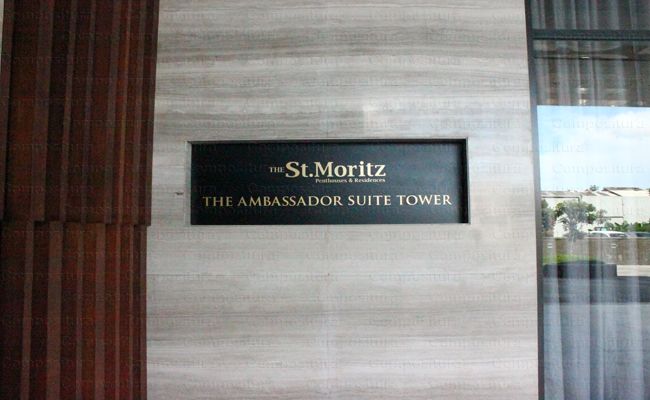 THE St.Moritz
Penthouses & Residences
THE AMBASSADOR SUITE TOWER